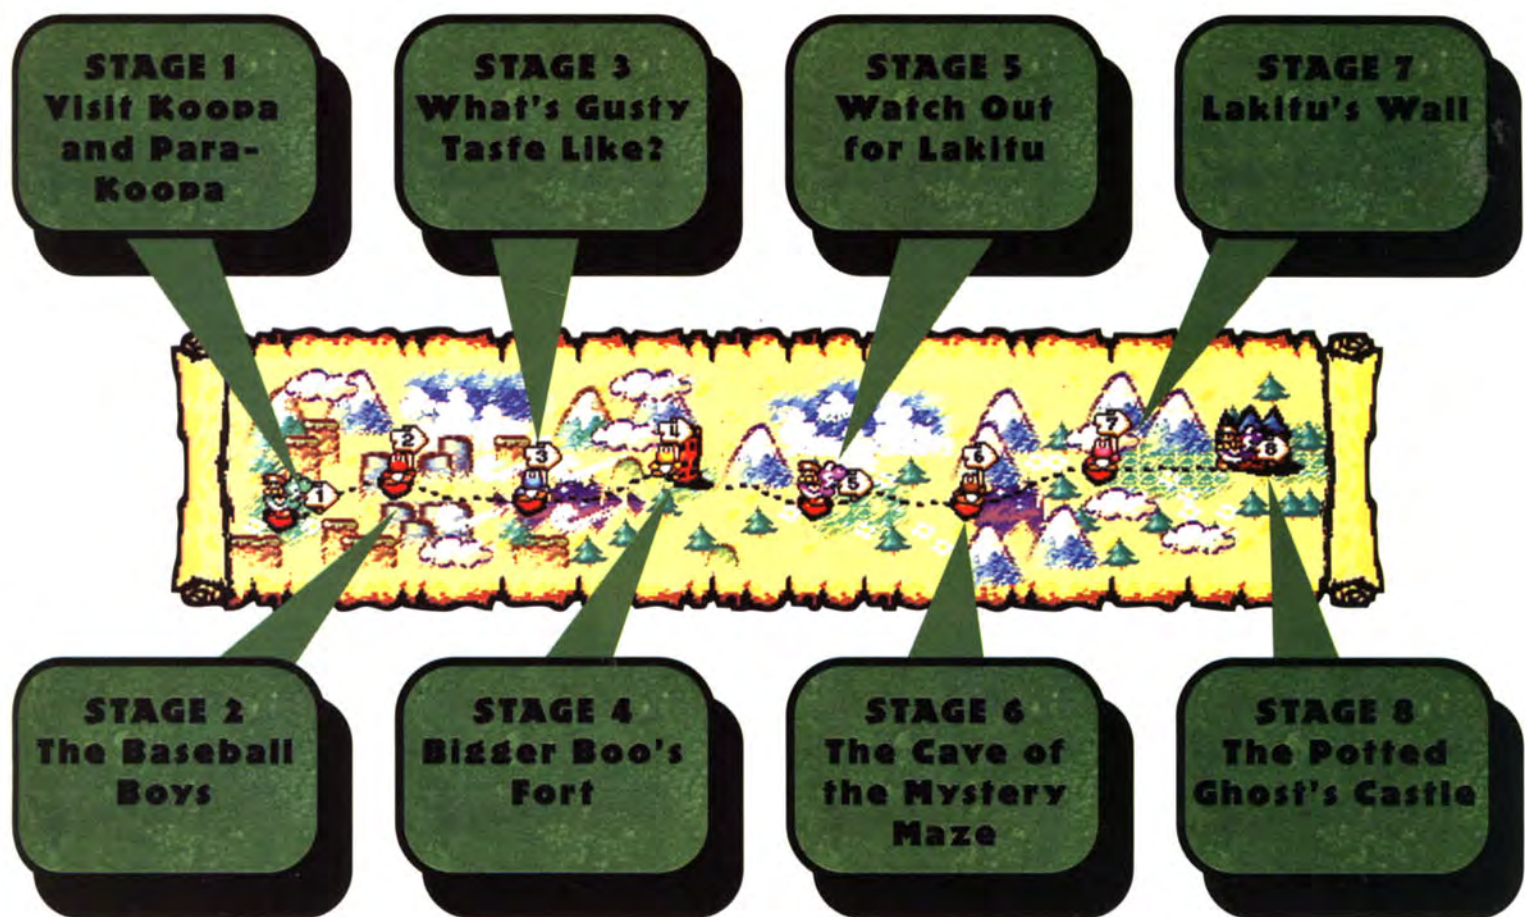 STAGE 1
Visit Koopa
and Para-
Koopa
STAGE 3
What's Gusty
Taste Like?
STAGE 5
Watch Out
for Lakitu
STAGE 7
Lakitu's Wall
1
2
3
4
5
6
7
8
STAGE 2
The Baseball
Boys
STAGE 4
Bigger Boo's
Fort
STAGE 6
The Cave of
the Mystery
Maze
STAGE 8
The Potted
Ghost's Castle